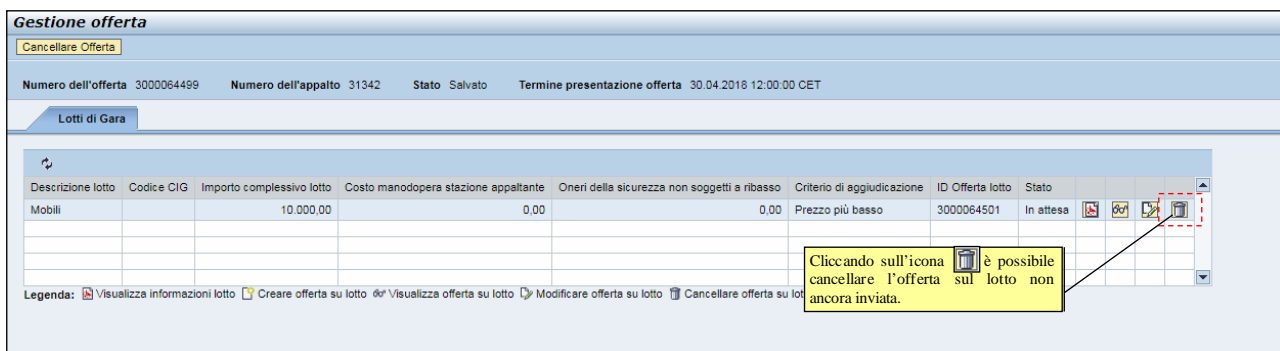 Gestione offerta
Cancellare Offerta
Numero dell'offerta 3000064499 Numero dell'appalto 31342 Stato Salvato Termine presentazione offerta 30.04.2018 12:00:00 CET
Lotti di Gara
Descrizione lotto Codice CIG Importo complessivo lotto Costo manodopera stazione appaltante Oneri della sicurezza non soggetti a ribasso Criterio di aggiudicazione ID Offerta lotto Stato
Mobili 10.000,00 0,00 0,00 Prezzo più basso 3000064501 In attesa
Cliccando sull'icona è possibile
cancellare l'offerta sul lotto non
ancora inviata.
Legenda: Visualizza informazioni lotto Creare offerta su lotto Visualizza offerta su lotto Modificare offerta su lotto Cancellare offerta su lot